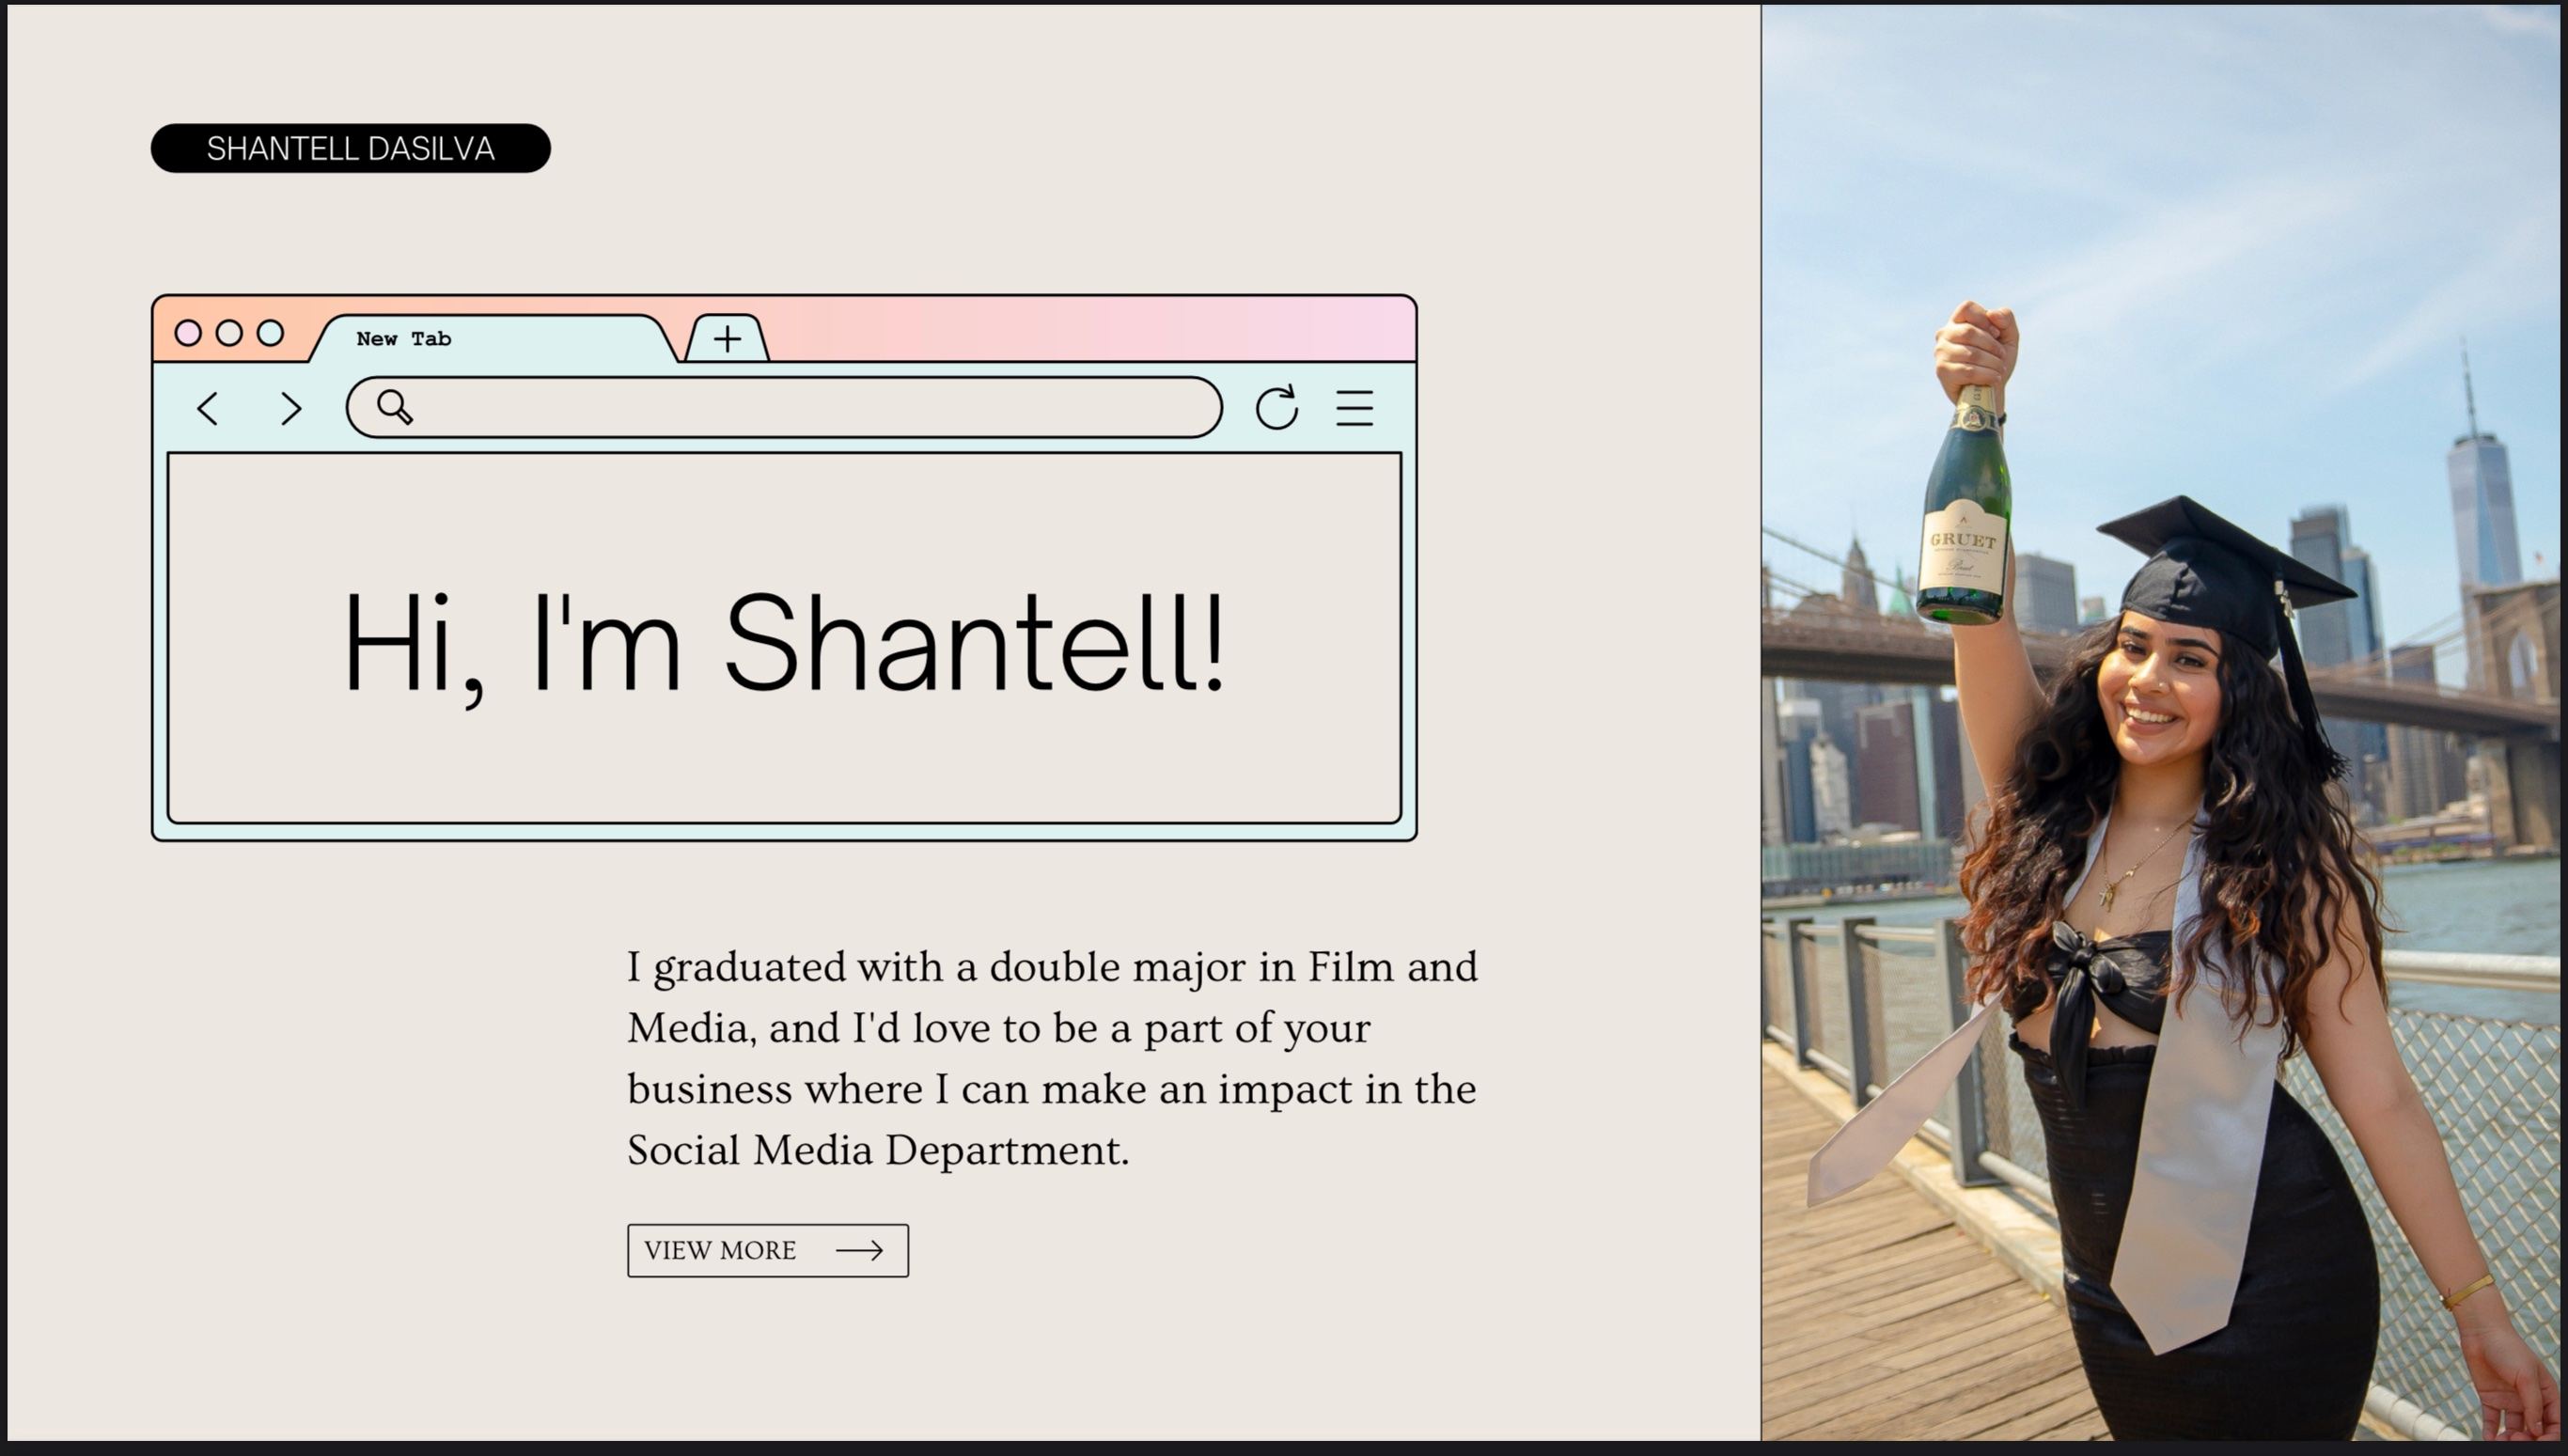 SHANTELL DASILVA
New Tab
Hi, I'm Shantell!
I graduated with a double major in Film and
Media, and I'd love to be a part of your
business where I can make an impact in the
Social Media Department.
VIEW MORE
GRUET
Brut